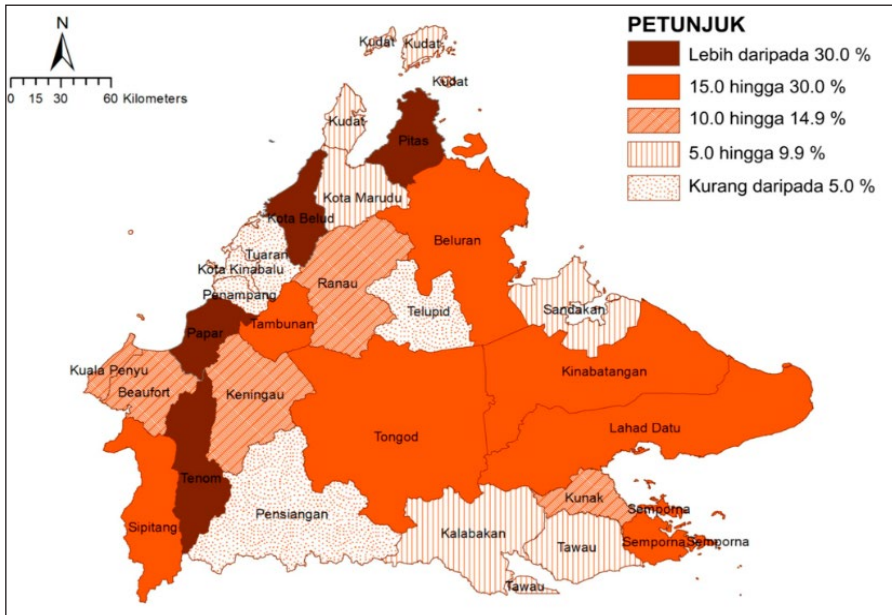 N
0 15 30 60 Kilometers
PETUNJUK
Lebih daripada 30.0 %
15.0 hingga 30.0 %
10.0 hingga 14.9 %
5.0 hingga 9.9 %
Kurang daripada 5.0 %
Kudat
Kudat
Kudat
Kudat
Pitas
Kota Marudu
Kota Belud
Beluran
Tuaran
Kota Kinabalu
Ranau
Penampang
Telupid
Sandakan
Papar
Tambunan
Kinabatangan
Kuala Penyu
Beaufort
Keningau
Lahad Datu
Tongod
Tenom
Kunak
Semporna
Pensiangan
Sipitang
Kalabakan
Tawau
Semporna
Semporna
Tawau